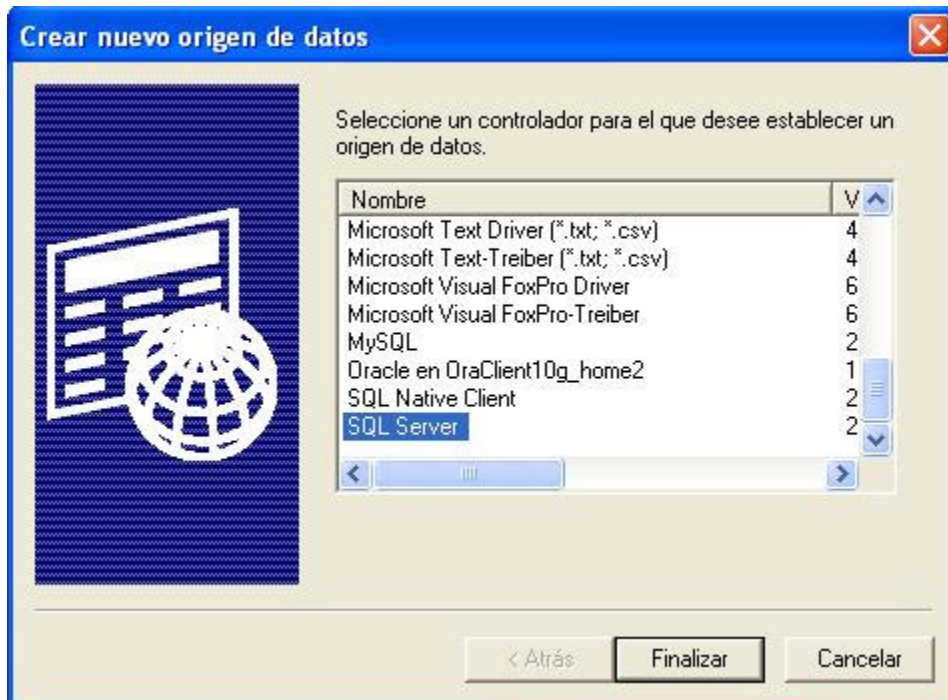 Crear nuevo origen de datos
Seleccione un controlador para el que desee establecer un
origen de datos.
Nombre V
Microsoft Text Driver (*.txt; *.csv) 4
Microsoft Text-Treiber (*.txt; *.csv) 4
Microsoft Visual FoxPro Driver 6
Microsoft Visual FoxPro-Treiber 6
MySQL 2
Oracle en OraClient10g_home2 1
SQL Native Client 2
SQL Server 2
< Atrás Finalizar Cancelar